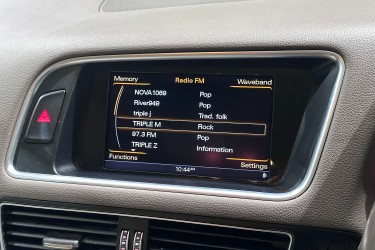 Memory Radio FM Waveband
NOVA1069 Pop
River949 Pop
triple j Trad. folk
TRIPLE M Rock
97.3 FM Pop
TRIPLE Z Information
Functions Settings
10:44AM